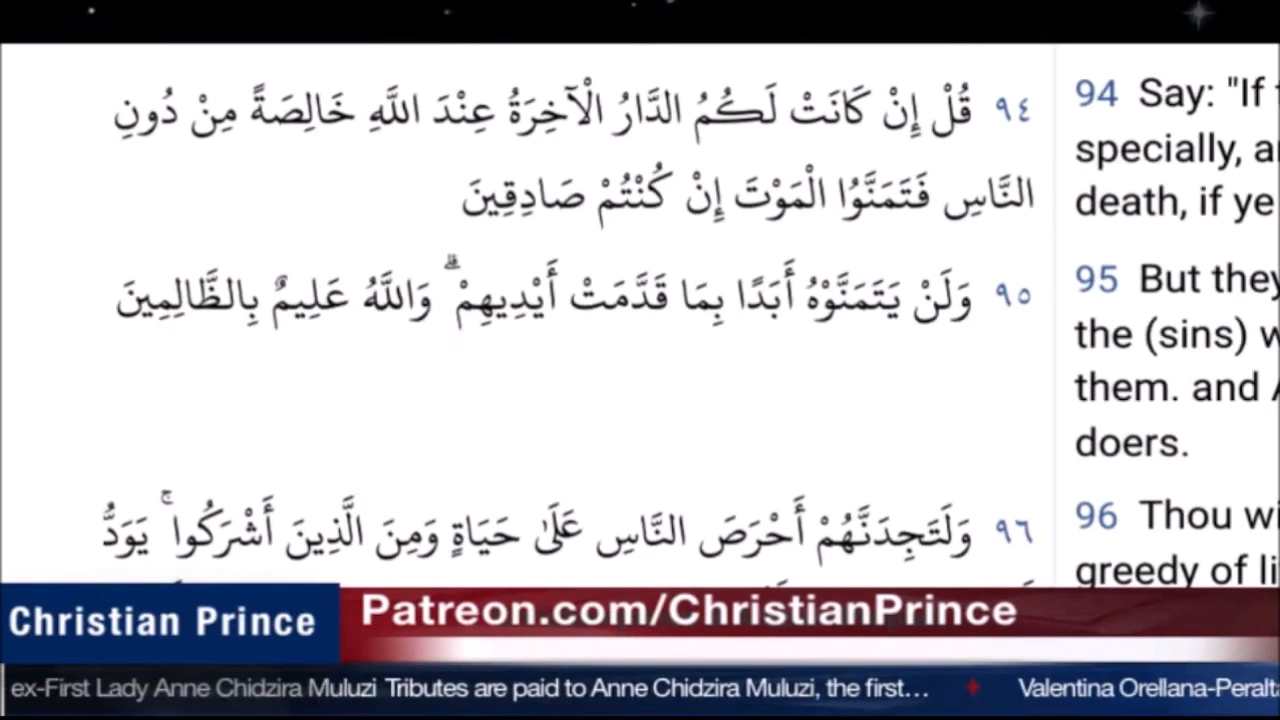 ٩٤ قُلْ إِنْ كَانَتْ لَكُمُ الدَّارُ الْآخِرَةُ عِنْدَ اللَّهِ خَالِصَةً مِنْ دُونِ
النَّاسِ فَتَمَنَّوُا الْمَوْتَ إِنْ كُنْتُمْ صَادِقِينَ
٩٥ وَلَنْ يَتَمَنَّوْهُ أَبَدًا بِمَا قَدَّمَتْ أَيْدِيهِمْ ۗ وَاللَّهُ عَلِيمٌ بِالظَّالِمِينَ
٩٦ وَلَتَجِدَنَّهُمْ أَحْرَصَ النَّاسِ عَلَىٰ حَيَاةٍ وَمِنَ الَّذِينَ أَشْرَكُوا ۚ يَوَدُّ
94 Say: "If
specially,
death, if ye
95 But they
the (sins)
them. and
doers.
96 Thou
greedy of
Christian Prince
Patreon.com/ChristianPrince
ex-First Lady Anne Chidzira Muluzi Tributes are paid to Anne Chidzira Muluzi, the first... Valentina Orellana-Peralta